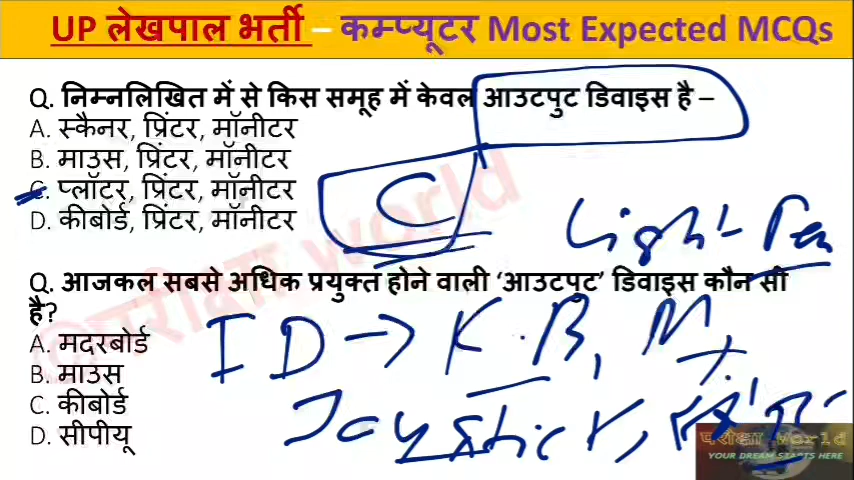 UP लेखपाल भर्ती – कम्प्यूटर Most Expected MCQs
Q. निम्नलिखित में से किस समूह में केवल आउटपुट डिवाइस है –
A. स्कैनर, प्रिंटर, मॉनीटर
B. माउस, प्रिंटर, मॉनीटर
C. प्लॉटर, प्रिंटर, मॉनीटर
D. कीबोर्ड, प्रिंटर, मॉनीटर
C
Light Pen
Q. आजकल सबसे अधिक प्रयुक्त होने वाली ‘आउटपुट’ डिवाइस कौन सी
है?
A. मदरबोर्ड
B. माउस
C. कीबोर्ड
D. सीपीयू
ID → K.B, M,
Joystick,
@परीक्षा world
परीक्षा World
YOUR DREAM STARTS HERE